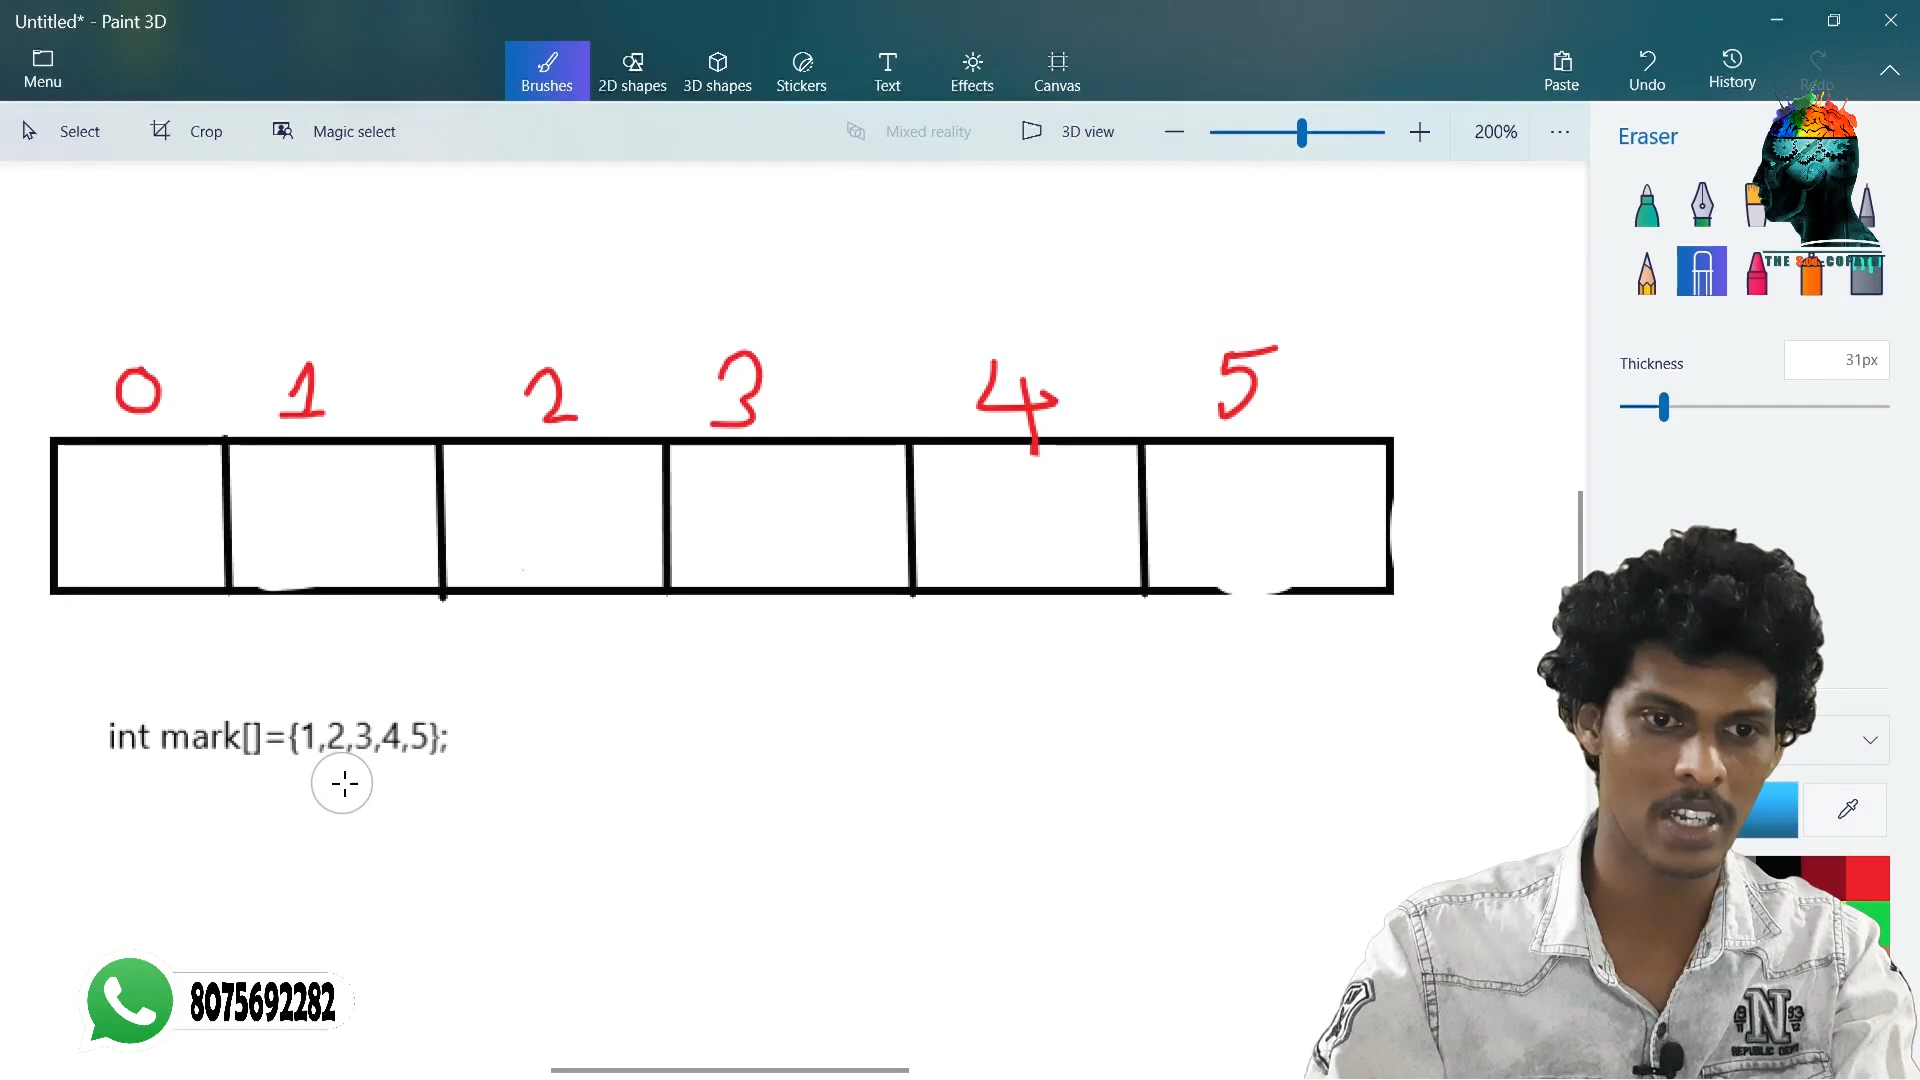 Untitled* - Paint 3D
Menu
Brushes
2D shapes
3D shapes
Stickers
Text
Effects
Canvas
Paste
Undo
History
Redo
Select
Crop
Magic select
Mixed reality
3D view
200%
Eraser
THE
Thickness
31px
0 1 2 3 4 5
int mark[]={1,2,3,4,5};
8075692282
N
REPUBLIC